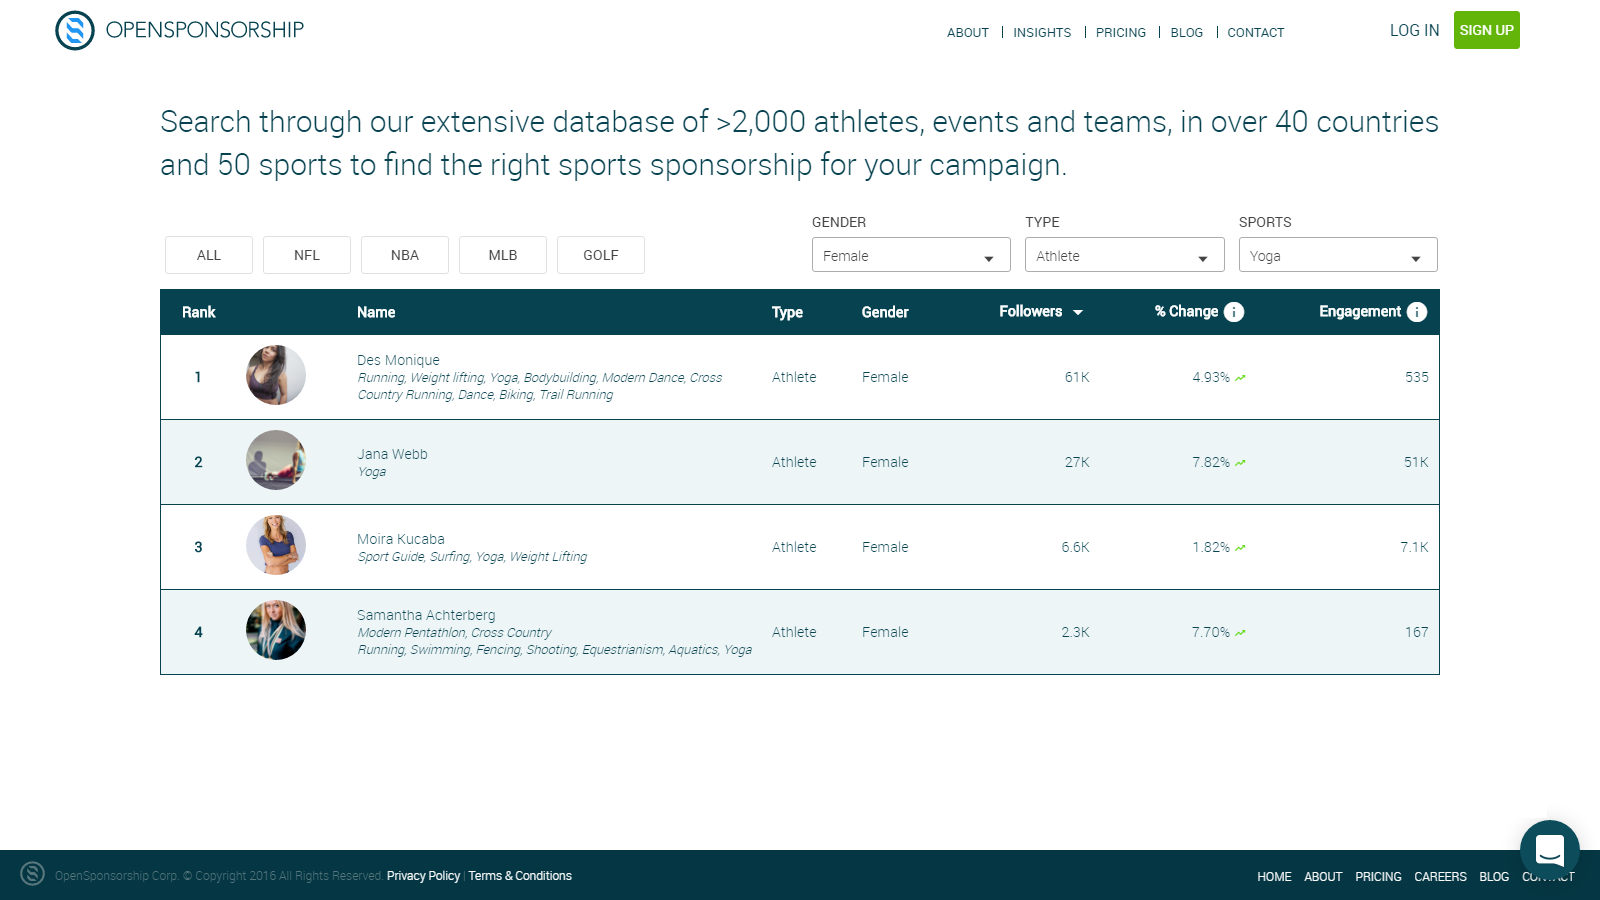 OPENSPONSORSHIP
ABOUT | INSIGHTS | PRICING | BLOG | CONTACT
LOG IN
SIGN UP
Search through our extensive database of >2,000 athletes, events and teams, in over 40 countries
and 50 sports to find the right sports sponsorship for your campaign.
GENDER TYPE SPORTS
ALL NFL NBA MLB GOLF Female Athlete Yoga
Rank Name Type Gender Followers % Change i Engagement i
Des Monique
1 Running, Weight lifting, Yoga, Bodybuilding, Modern Dance, Cross Athlete Female 61K 4.93% 535
Country Running, Dance, Biking, Trail Running
Jana Webb
2 Yoga Athlete Female 27K 7.82% 51K
Moira Kucaba
3 Sport Guide, Surfing, Yoga, Weight Lifting Athlete Female 6.6K 1.82% 7.1K
Samantha Achterberg
4 Modern Pentathlon, Cross Country Athlete Female 2.3K 7.70% 167
Running, Swimming, Fencing, Shooting, Equestrianism, Aquatics, Yoga
OpenSponsorship Corp. © Copyright 2016 All Rights Reserved. Privacy Policy | Terms & Conditions
HOME ABOUT PRICING CAREERS BLOG